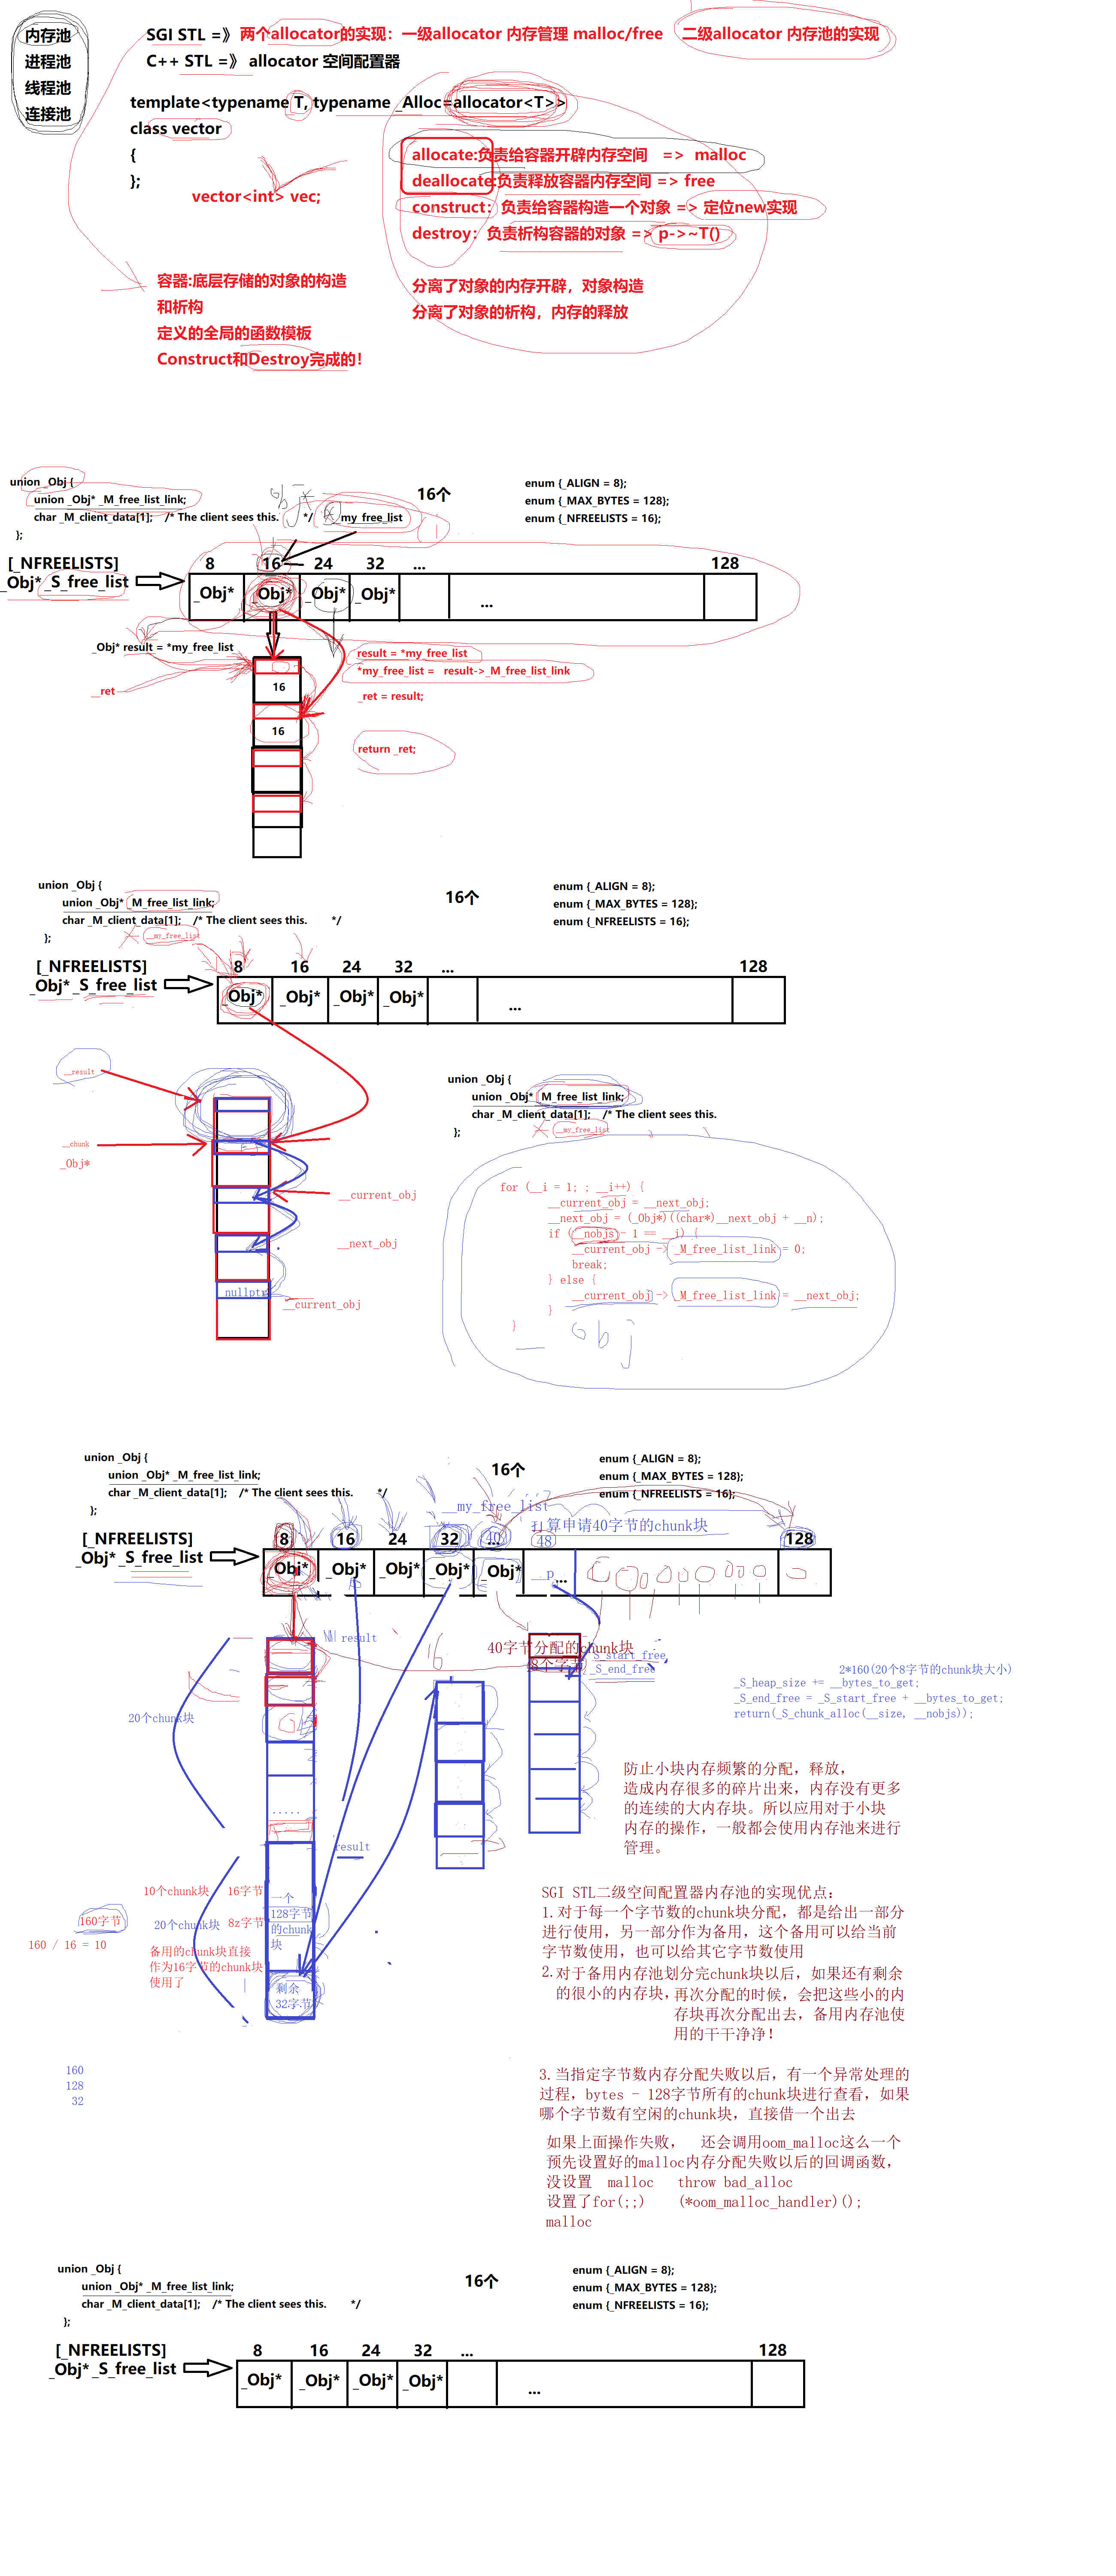 内存池
进程池
线程池
连接池
SGI STL =》 两个allocator的实现：一级allocator 内存管理 malloc/free 二级allocator 内存池的实现
C++ STL =》 allocator 空间配置器
template<typename T, typename _Alloc=allocator<T>>
class vector
{
};
vector<int> vec;
allocate:负责给容器开辟内存空间 => malloc
deallocate:负责释放容器内存空间 => free
construct：负责给容器构造一个对象 => 定位new实现
destroy：负责析构容器的对象 => p->~T()
分离了对象的内存开辟，对象构造
分离了对象的析构，内存的释放
容器:底层存储的对象的构造
和析构
定义的全局的函数模板
Construct和Destroy完成的！
union _Obj {
union _Obj* _M_free_list_link;
char _M_client_data[1]; /* The client sees this. */
};
obj*
* my_free_list
16个
enum {_ALIGN = 8};
enum {_MAX_BYTES = 128};
enum {_NFREELISTS = 16};
[_NFREELISTS]
_Obj* _S_free_list
8 16 24 32 ... 128
_Obj* _Obj* _Obj* _Obj* ...
_Obj* result = *my_free_list
__ret
16
16
result = *my_free_list
*my_free_list = result->_M_free_list_link
_ret = result;
return _ret;
union _Obj {
union _Obj* _M_free_list_link;
char _M_client_data[1]; /* The client sees this. */
};
__my_free_list
16个
enum {_ALIGN = 8};
enum {_MAX_BYTES = 128};
enum {_NFREELISTS = 16};
[_NFREELISTS]
_Obj* _S_free_list
8 16 24 32 ... 128
_Obj* _Obj* _Obj* _Obj* ...
__result
__chunk
_Obj*
__current_obj
__next_obj
nullptr
__current_obj
union _Obj {
union _Obj* _M_free_list_link;
char _M_client_data[1]; /* The client sees this.
};
__my_free_list
for (__i = 1; ; __i++) {
__current_obj = __next_obj;
__next_obj = (_Obj*)((char*)__next_obj + __n);
if (__nobjs - 1 == __i) {
__current_obj -> _M_free_list_link = 0;
break;
} else {
__current_obj -> _M_free_list_link = __next_obj;
}
}
_ obj
union _Obj {
union _Obj* _M_free_list_link;
char _M_client_data[1]; /* The client sees this. */
};
16个
enum {_ALIGN = 8};
enum {_MAX_BYTES = 128};
enum {_NFREELISTS = 16};
__my_free_list
打算申请40字节的chunk块
[_NFREELISTS]
_Obj* _S_free_list
8 16 24 32 40 48 128
_Obj* _Obj* _Obj* _Obj* _Obj* __p ...
result
16
40字节分配的chunk块
_S_start_free
_S_end_free
2*160(20个8字节的chunk块大小)
_S_heap_size += __bytes_to_get;
_S_end_free = _S_start_free + __bytes_to_get;
return(_S_chunk_alloc(__size, __nobjs));
20个chunk块
.....
result
防止小块内存频繁的分配，释放，
造成内存很多的碎片出来，内存没有更多
的连续的大内存块。所以应用对于小块
内存的操作，一般都会使用内存池来进行
管理。
10个chunk块 16字节
160字节 20个chunk块 8z字节
160 / 16 = 10
备用的chunk块直接
作为16字节的chunk块
使用了
一个
128字节
的chunk
块
剩余
32字节
SGI STL二级空间配置器内存池的实现优点：
1.对于每一个字节数的chunk块分配，都是给出一部分
进行使用，另一部分作为备用，这个备用可以给当前
字节数使用，也可以给其它字节数使用
2.对于备用内存池划分完chunk块以后，如果还有剩余
的很小的内存块，再次分配的时候，会把这些小的内
存块再次分配出去，备用内存池使
用的干干净净！
160
128
32
3.当指定字节数内存分配失败以后，有一个异常处理的
过程，bytes - 128字节所有的chunk块进行查看，如果
哪个字节数有空闲的chunk块，直接借一个出去
如果上面操作失败， 还会调用oom_malloc这么一个
预先设置好的malloc内存分配失败以后的回调函数，
没设置 malloc throw bad_alloc
设置了for(;;) (*oom_malloc_handler)();
malloc
union _Obj {
union _Obj* _M_free_list_link;
char _M_client_data[1]; /* The client sees this. */
};
16个
enum {_ALIGN = 8};
enum {_MAX_BYTES = 128};
enum {_NFREELISTS = 16};
[_NFREELISTS]
_Obj* _S_free_list
8 16 24 32 ... 128
_Obj* _Obj* _Obj* _Obj* ...